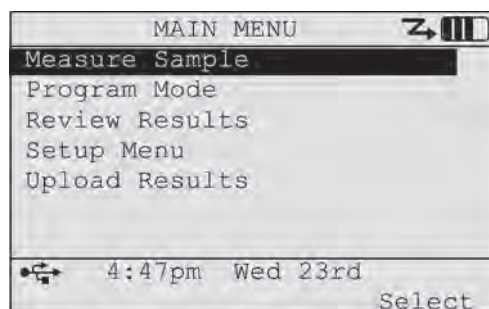 MAIN MENU
Measure Sample
Program Mode
Review Results
Setup Menu
Upload Results
4:47pm Wed 23rd
Select